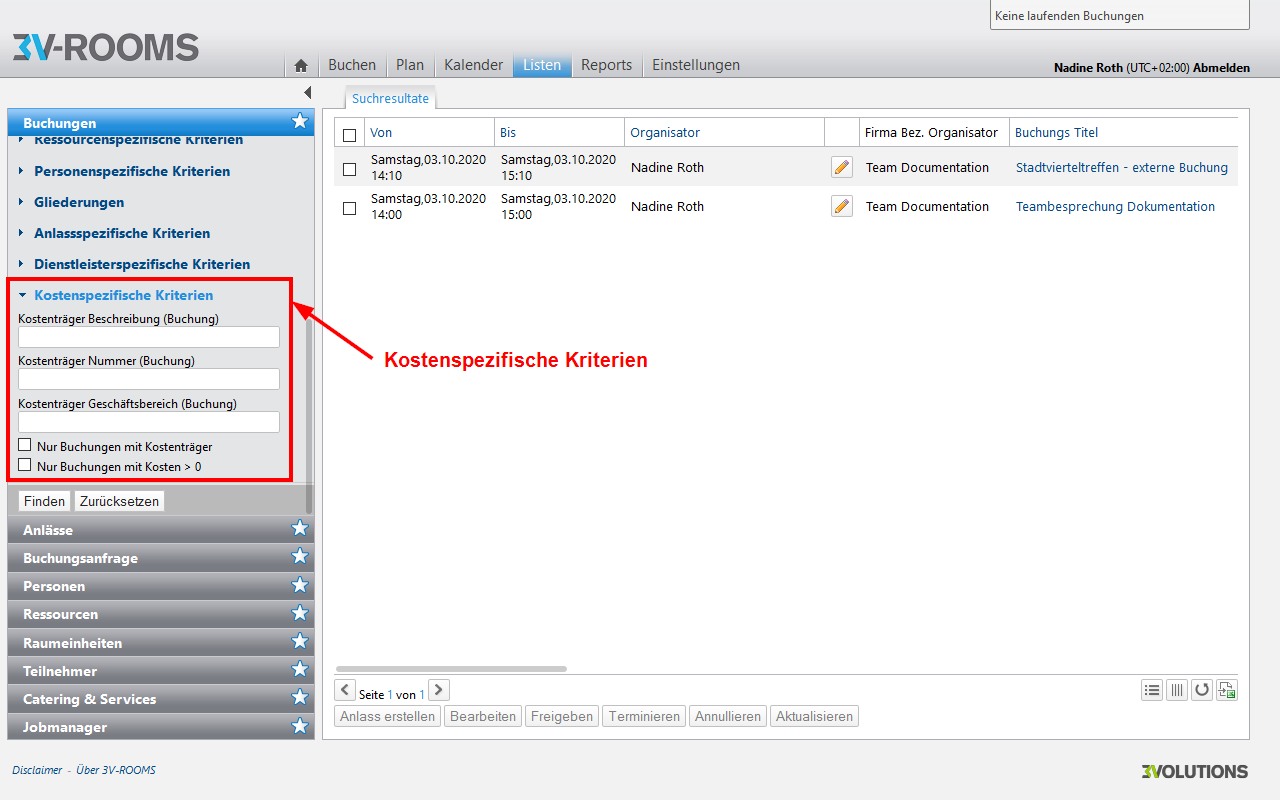 Keine laufenden Buchungen
3V-ROOMS
Buchen Plan Kalender Listen Reports Einstellungen
Nadine Roth (UTC+02:00) Abmelden
Buchungen
Ressourcenspezifische Kriterien
Personenspezifische Kriterien
Gliederungen
Anlassspezifische Kriterien
Dienstleisterspezifische Kriterien
Kostenspezifische Kriterien
Kostenträger Beschreibung (Buchung)
Kostenträger Nummer (Buchung)
Kostenträger Geschäftsbereich (Buchung)
Nur Buchungen mit Kostenträger
Nur Buchungen mit Kosten > 0
Finden Zurücksetzen
Anlässe
Buchungsanfrage
Personen
Ressourcen
Raumeinheiten
Teilnehmer
Catering & Services
Jobmanager
Suchresultate
Von Bis Organisator Firma Bez. Organisator Buchungs Titel
Samstag,03.10.2020 14:10 Samstag,03.10.2020 15:10 Nadine Roth Team Documentation Stadtvierteltreffen - externe Buchung
Samstag,03.10.2020 14:00 Samstag,03.10.2020 15:00 Nadine Roth Team Documentation Teambesprechung Dokumentation
Kostenspezifische Kriterien
Seite 1 von 1
Anlass erstellen Bearbeiten Freigeben Terminieren Annullieren Aktualisieren
Disclaimer - Über 3V-ROOMS
3VOLUTIONS